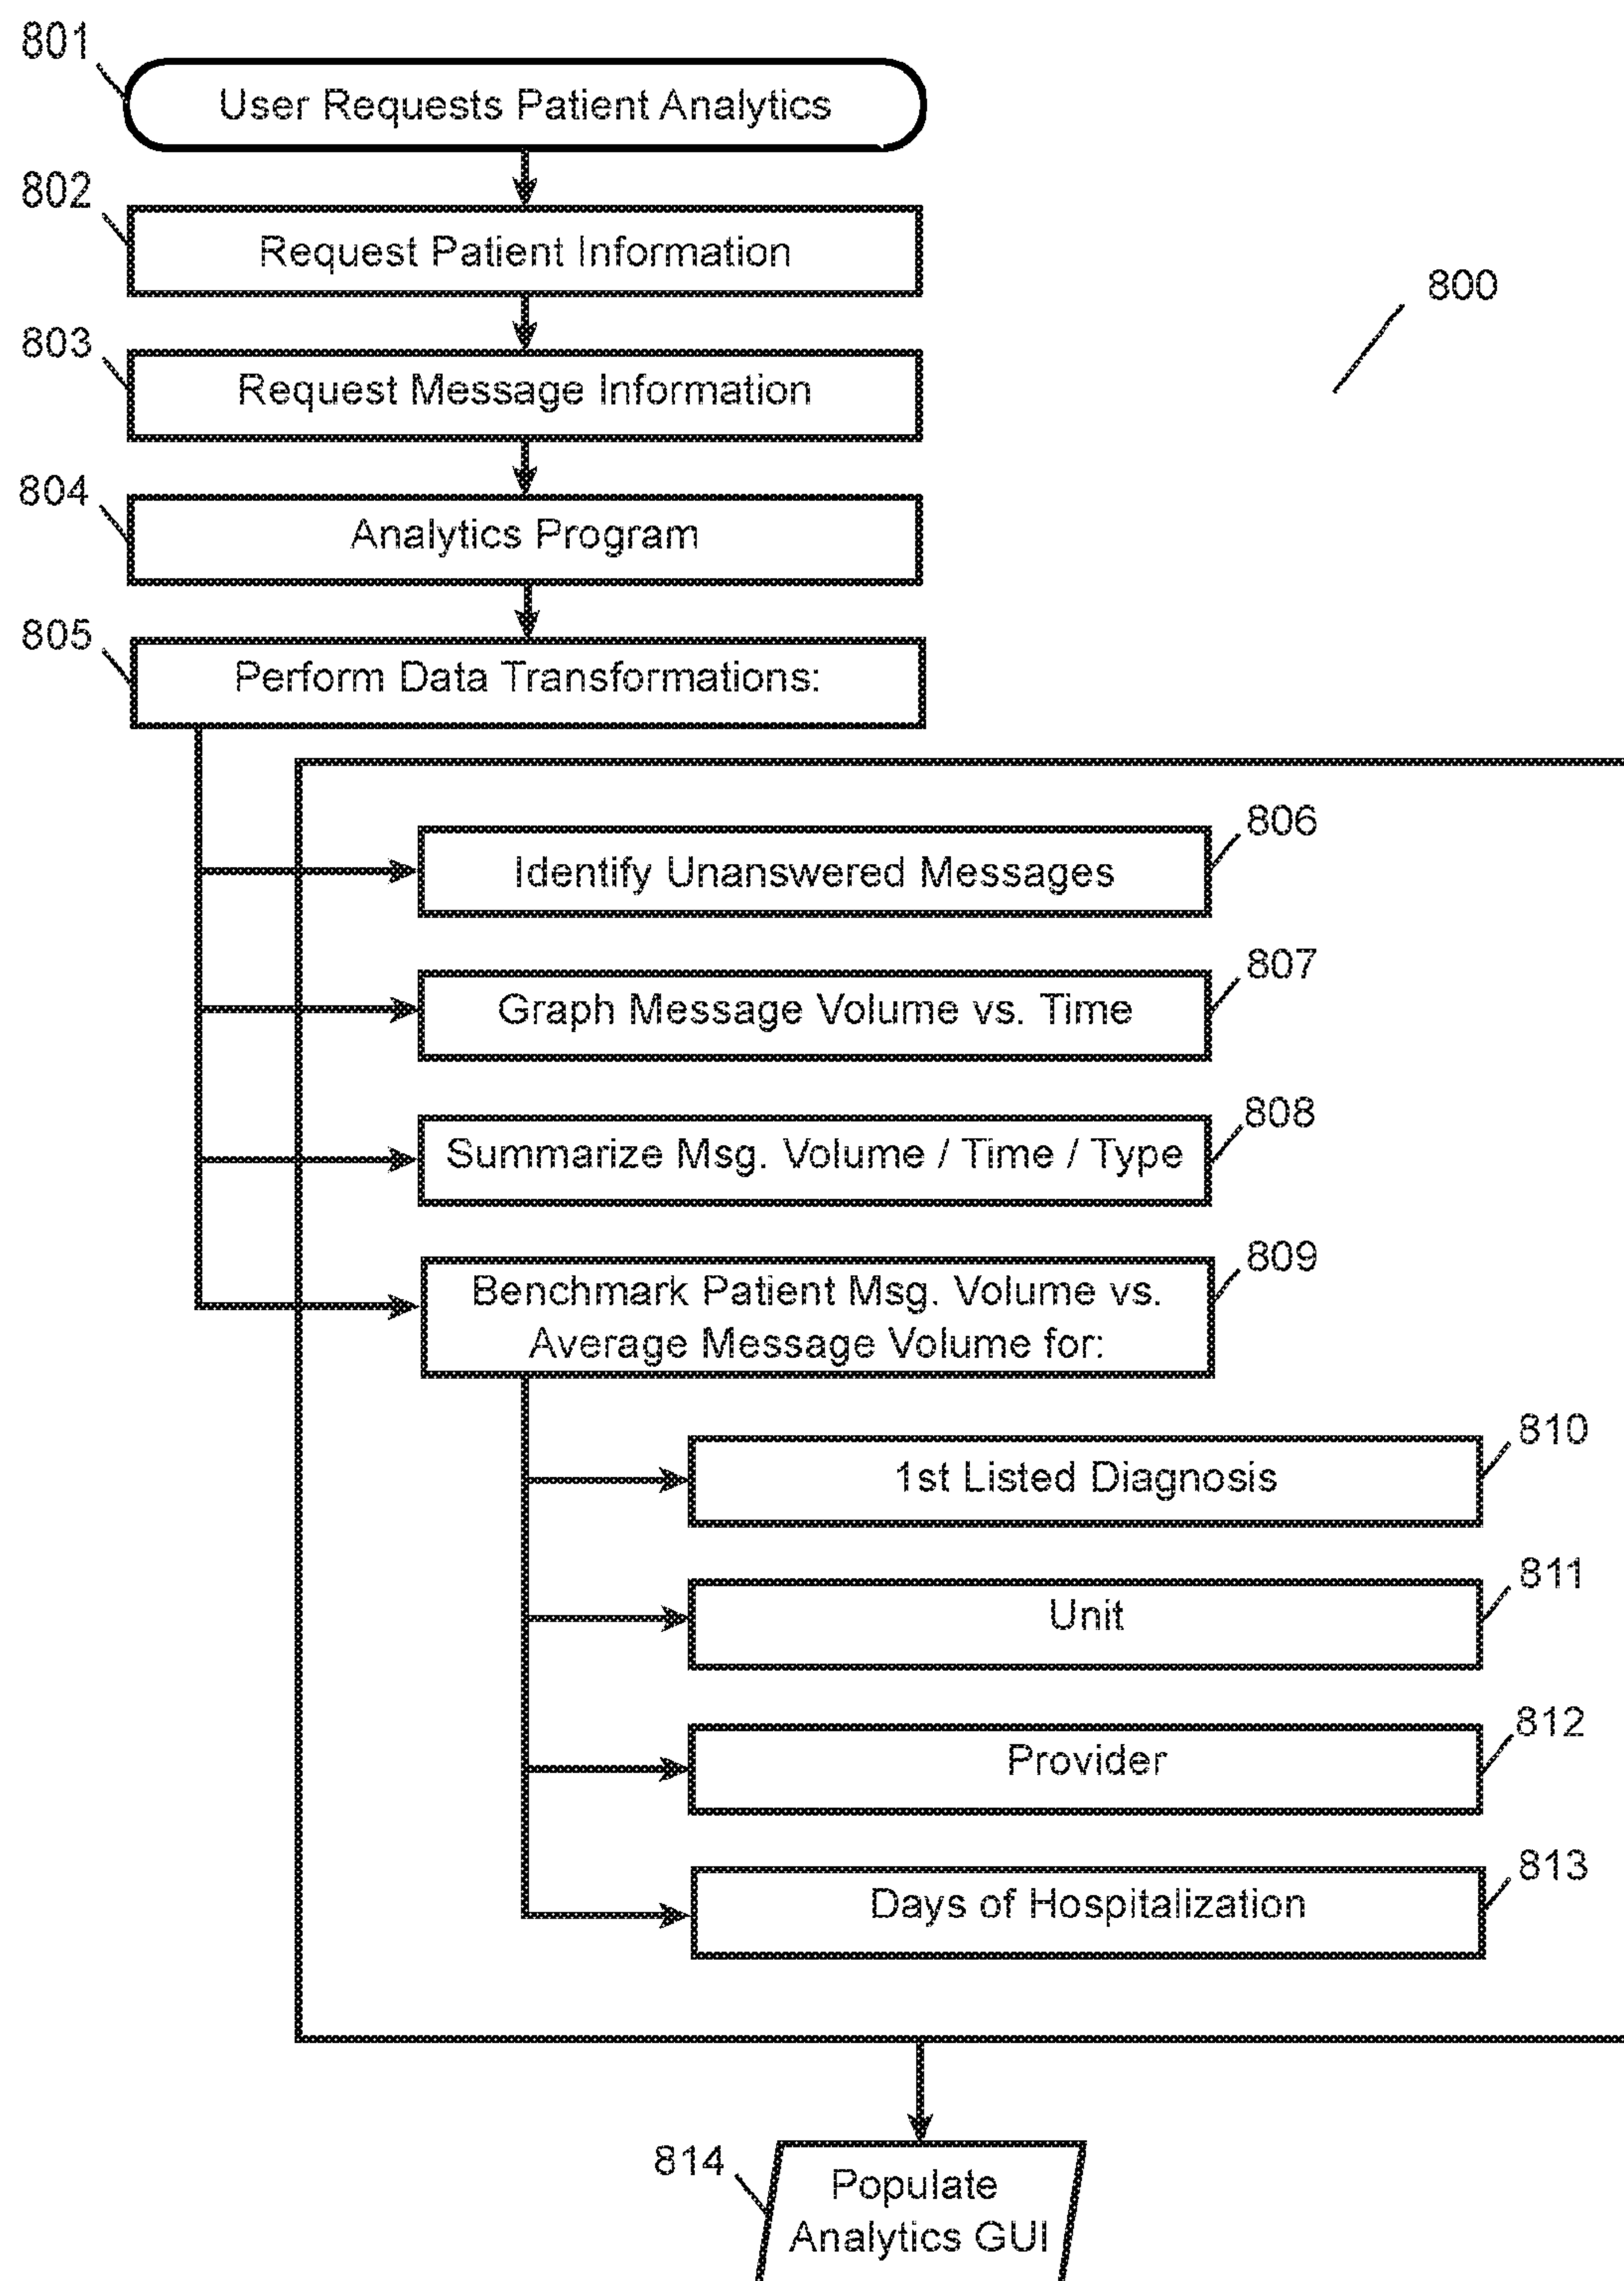 801
User Requests Patient Analytics
802
Request Patient Information
800
803
Request Message Information
804
Analytics Program
805
Perform Data Transformations:
806
Identify Unanswered Messages
807
Graph Message Volume vs. Time
808
Summarize Msg. Volume / Time / Type
809
Benchmark Patient Msg. Volume vs.
Average Message Volume for:
810
1st Listed Diagnosis
811
Unit
812
Provider
813
Days of Hospitalization
814
Populate
Analytics GUI